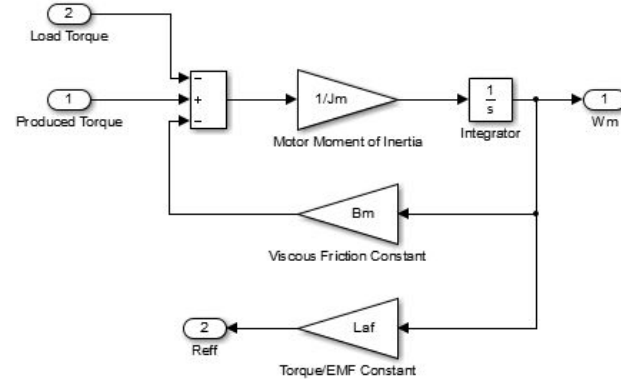 2
Load Torque
1
Produced Torque
−
+
−
1/Jm
Motor Moment of Inertia
1
s
Integrator
1
Wm
Bm
Viscous Friction Constant
2
Reff
Laf
Torque/EMF Constant